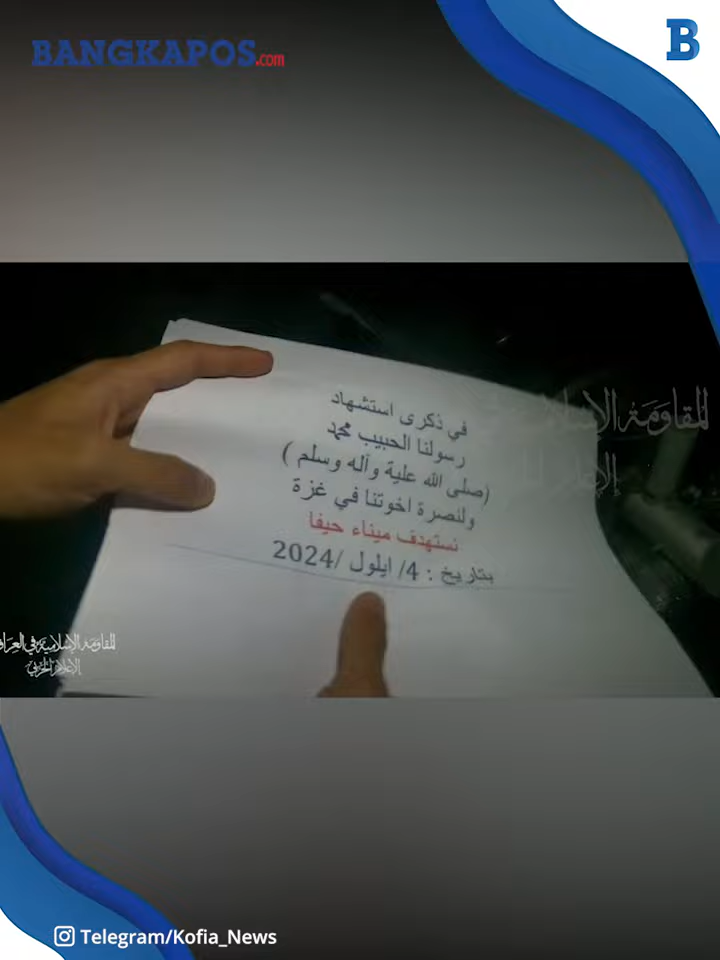 BANGKAPOS.com
B
في ذكرى استشهاد
رسولنا الحبيب محمد
(صلى الله علية وآله وسلم )
ولنصرة اخوتنا في غزة
نستهدف ميناء حيفا
بتاريخ : 4/ ايلول /2024
المقاومة الإسلامية في العراق
الإعلام الحربي
Telegram/Kofia_News